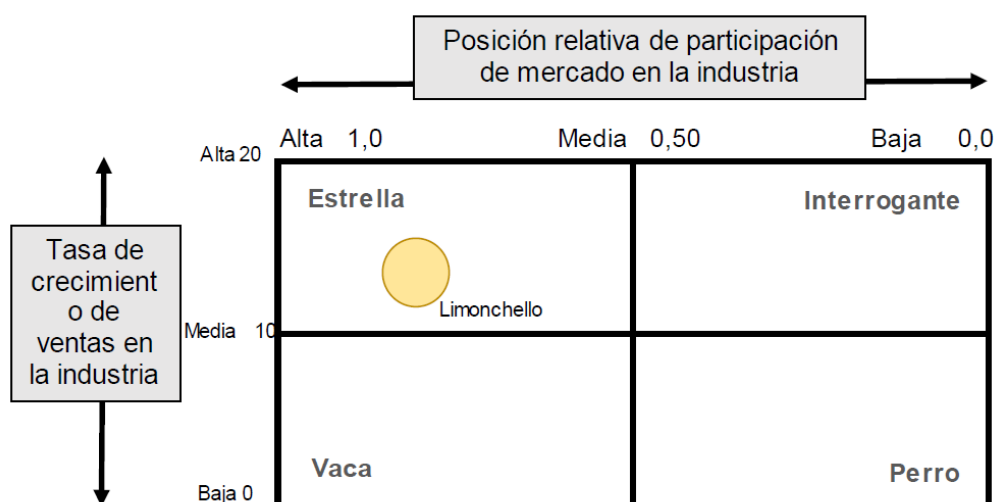 Posición relativa de participación
de mercado en la industria
Alta 1,0 Media 0,50 Baja 0,0
Alta 20
Estrella Interrogante
Tasa de
crecimient
o de
ventas en
la industria
Limonchello
Media 10
Vaca Perro
Baja 0